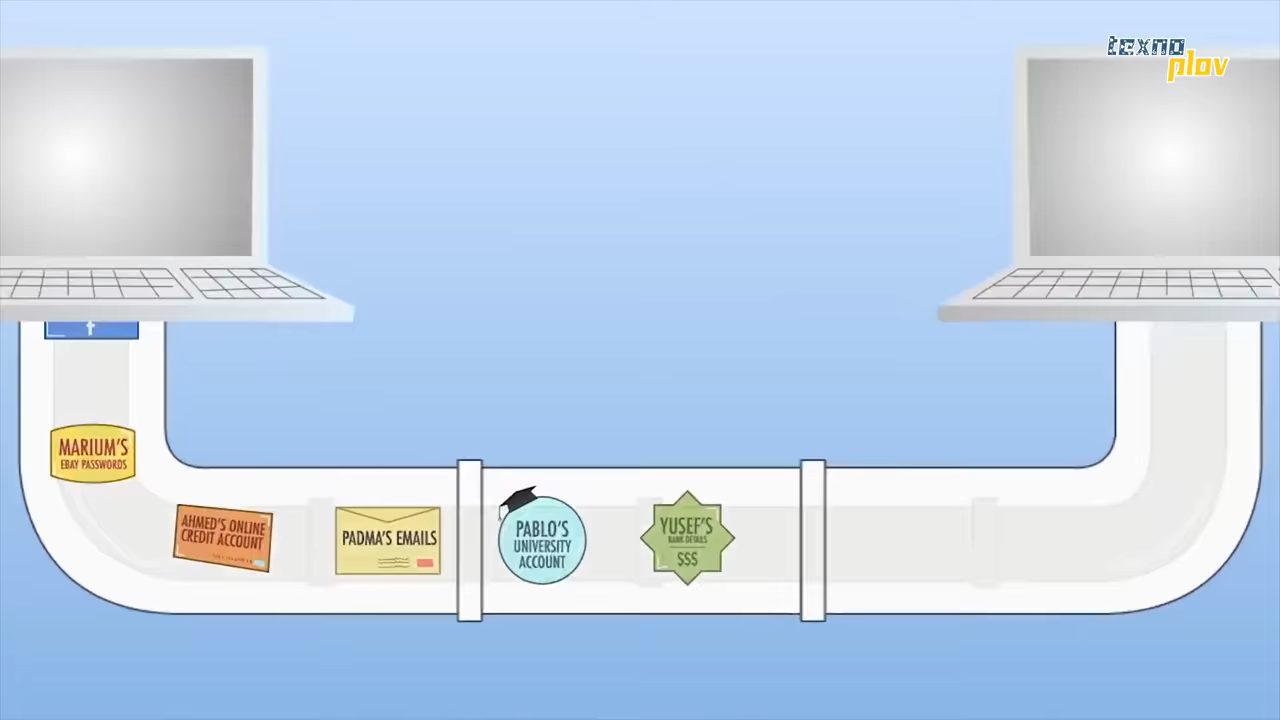 texno
plov
f
MARIUM'S
EBAY PASSWORDS
AHMED'S ONLINE
CREDIT ACCOUNT
PADMA'S EMAILS
PABLO'S
UNIVERSITY
ACCOUNT
YUSEF'S
BANK DETAILS
$$$